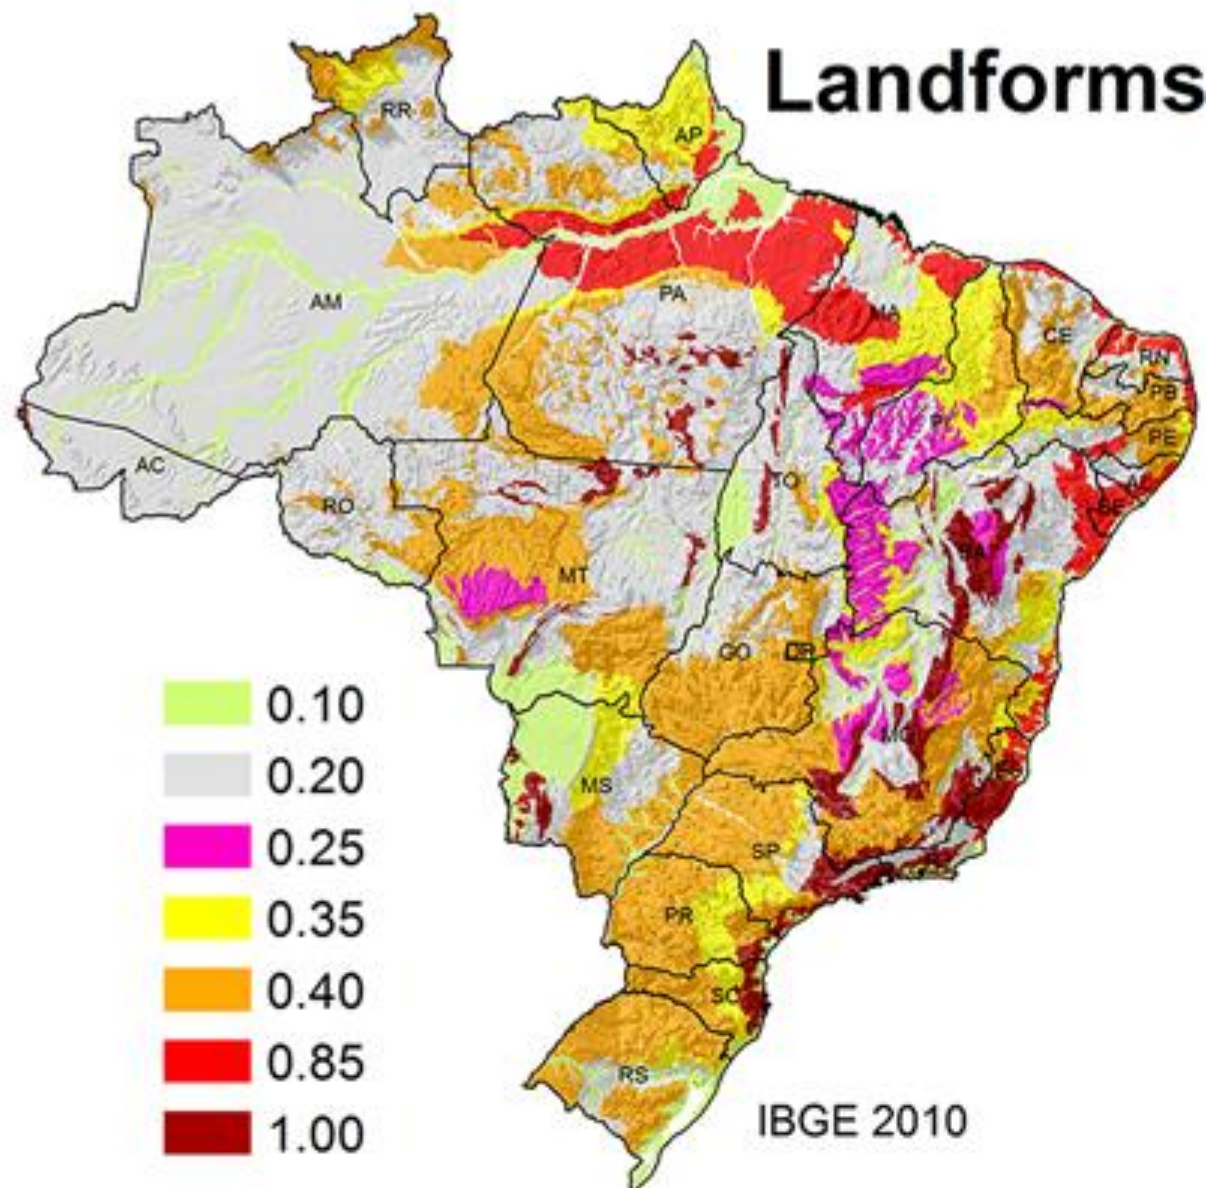 Landforms
RR
AP
AM
PA
MA
CE
RN
PB
PE
PI
AC
TO
AL
SE
RO
BA
MT
GO
DF
0.10
0.20
MG
0.25
MS
ES
0.35
SP
0.40
PR
SC
0.85
RS
1.00
IBGE 2010